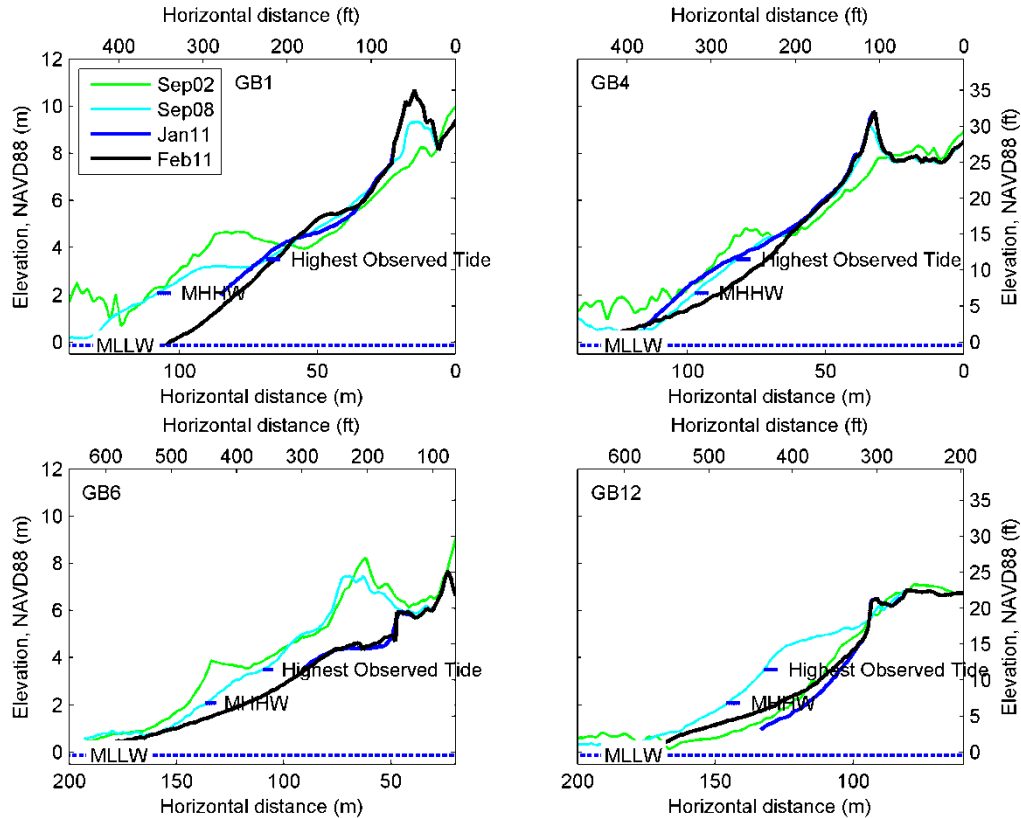 Horizontal distance (ft)
400 300 200 100 0
12
10
8
6
4
2
0
Elevation, NAVD88 (m)
Sep02
Sep08
Jan11
Feb11
GB1
Highest Observed Tide
MHHW
MLLW
100 50 0
Horizontal distance (m)
Horizontal distance (ft)
400 300 200 100 0
GB4
35
30
25
20
15
10
5
0
Elevation, NAVD88 (ft)
Highest Observed Tide
MHHW
MLLW
100 50 0
Horizontal distance (m)
Horizontal distance (ft)
600 500 400 300 200 100
12
10
8
6
4
2
0
Elevation, NAVD88 (m)
GB6
Highest Observed Tide
MHHW
MLLW
200 150 100 50
Horizontal distance (m)
Horizontal distance (ft)
600 500 400 300 200
GB12
35
30
25
20
15
10
5
0
Elevation, NAVD88 (ft)
Highest Observed Tide
MHHW
MLLW
200 150 100
Horizontal distance (m)